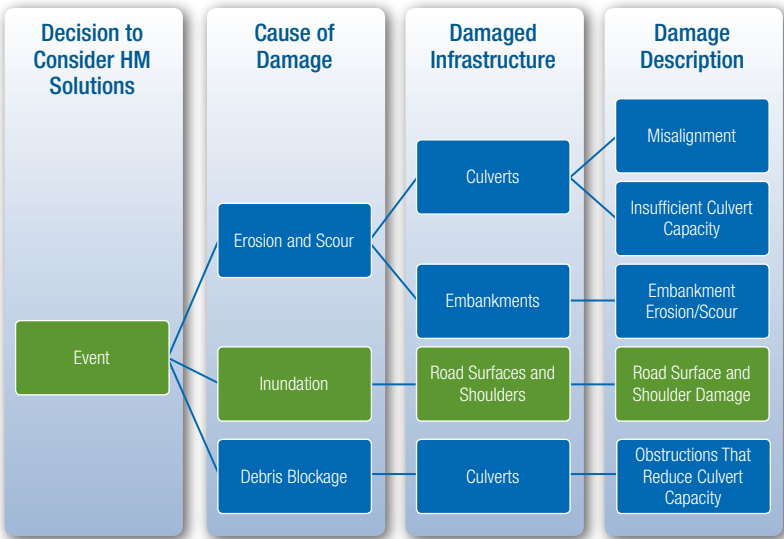 Decision to
Consider HM
Solutions
Cause of
Damage
Damaged
Infrastructure
Damage
Description
Event
Erosion and Scour
Inundation
Debris Blockage
Culverts
Embankments
Road Surfaces and
Shoulders
Culverts
Misalignment
Insufficient Culvert
Capacity
Embankment
Erosion/Scour
Road Surface and
Shoulder Damage
Obstructions That
Reduce Culvert
Capacity